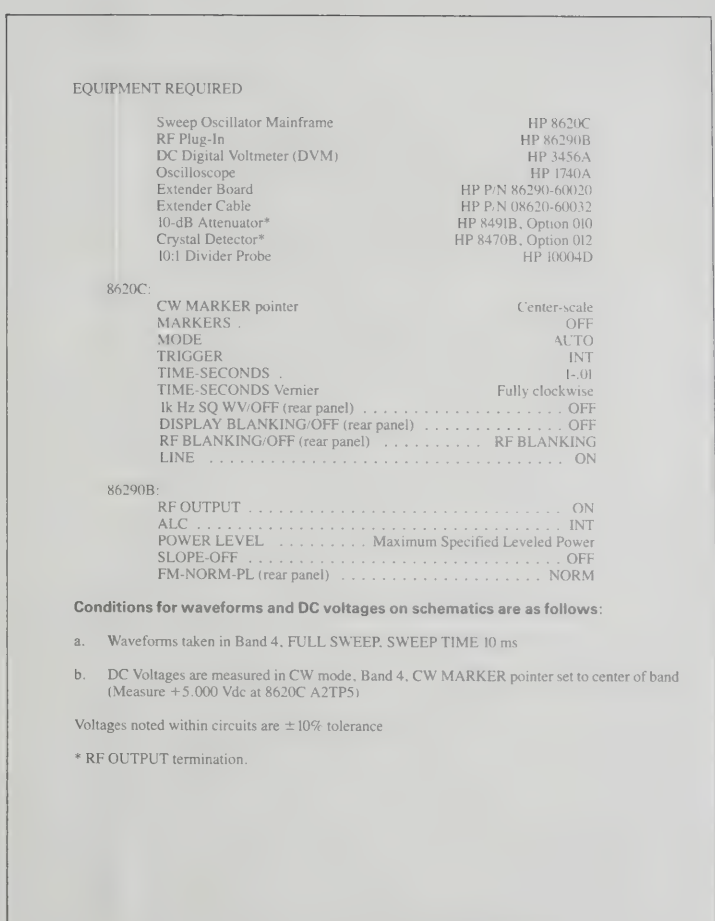 EQUIPMENT REQUIRED
Sweep Oscillator Mainframe HP 8620C
RF Plug-In HP 86290B
DC Digital Voltmeter (DVM) HP 3456A
Oscilloscope HP 1740A
Extender Board HP P/N 86290-60020
Extender Cable HP P/N 08620-60032
10-dB Attenuator* HP 8491B, Option 010
Crystal Detector* HP 8470B, Option 012
10:1 Divider Probe HP 10004D
8620C:
CW MARKER pointer Center-scale
MARKERS . OFF
MODE AUTO
TRIGGER INT
TIME-SECONDS . 1-.01
TIME-SECONDS Vernier Fully clockwise
1k Hz SQ WV/OFF (rear panel) . . . . . . . . . . . . . . . . . . . . . OFF
DISPLAY BLANKING/OFF (rear panel) . . . . . . . . . . . . . . OFF
RF BLANKING/OFF (rear panel) . . . . . . . . . . RF BLANKING
LINE . . . . . . . . . . . . . . . . . . . . . . . . . . . . . . . . . . . . . . . ON
86290B:
RF OUTPUT . . . . . . . . . . . . . . . . . . . . . . . . . . . . . . . . ON
ALC . . . . . . . . . . . . . . . . . . . . . . . . . . . . . . . . . . . . . . INT
POWER LEVEL . . . . . . . . . Maximum Specified Leveled Power
SLOPE-OFF . . . . . . . . . . . . . . . . . . . . . . . . . . . . . . . . OFF
FM-NORM-PL (rear panel) . . . . . . . . . . . . . . . . . . . NORM
Conditions for waveforms and DC voltages on schematics are as follows:
a. Waveforms taken in Band 4, FULL SWEEP, SWEEP TIME 10 ms
b. DC Voltages are measured in CW mode, Band 4, CW MARKER pointer set to center of band
(Measure +5.000 Vdc at 8620C A2TP5)
Voltages noted within circuits are ±10% tolerance
* RF OUTPUT termination.